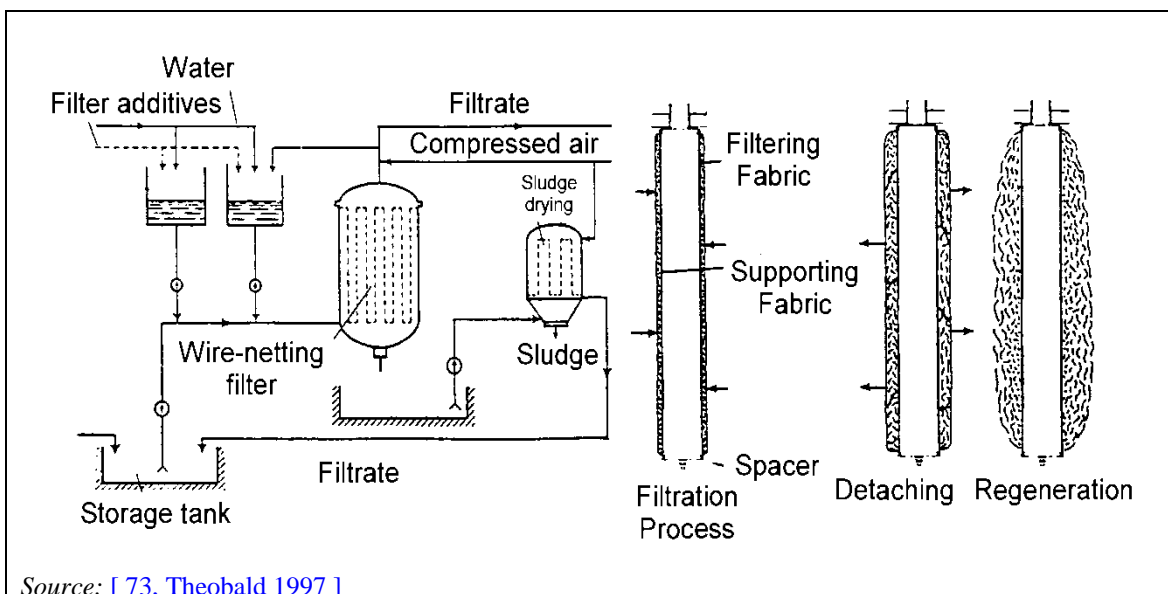 Water
Filter additives
Filtrate
Compressed air
Sludge
drying
Wire-netting
filter
Sludge
Filtrate
Storage tank
Filtering
Fabric
Supporting
Fabric
Spacer
Filtration
Process
Detaching
Regeneration
Source: [ 73, Theobald 1997 ]